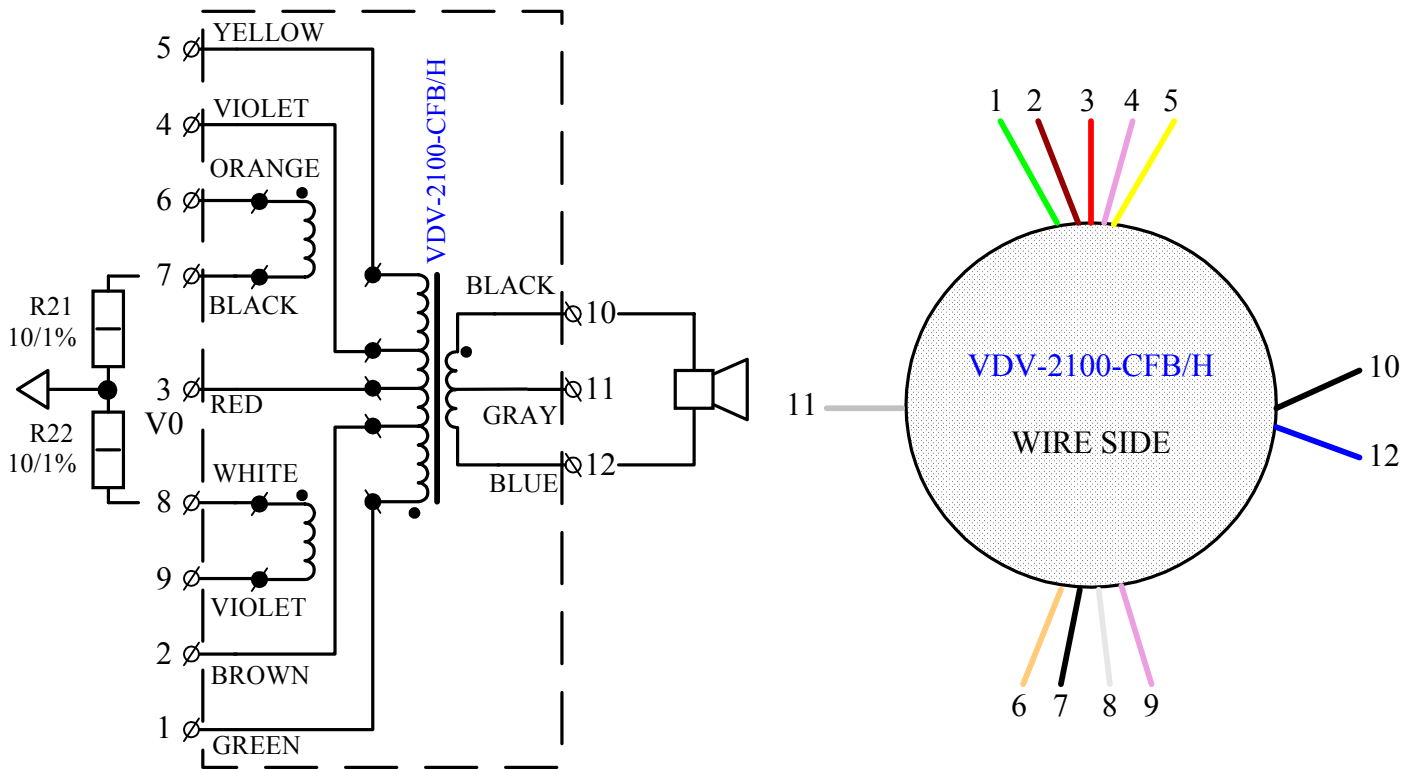 5 YELLOW
4 VIOLET
ORANGE
6
7
BLACK
R21
10/1%
3
RED
V0
R22
10/1%
WHITE
8
9
VIOLET
2
BROWN
1
GREEN
VDV-2100-CFB/H
BLACK
10
11
GRAY
12
BLUE
1 2 3 4 5
10
11
VDV-2100-CFB/H
WIRE SIDE
12
6 7 8 9